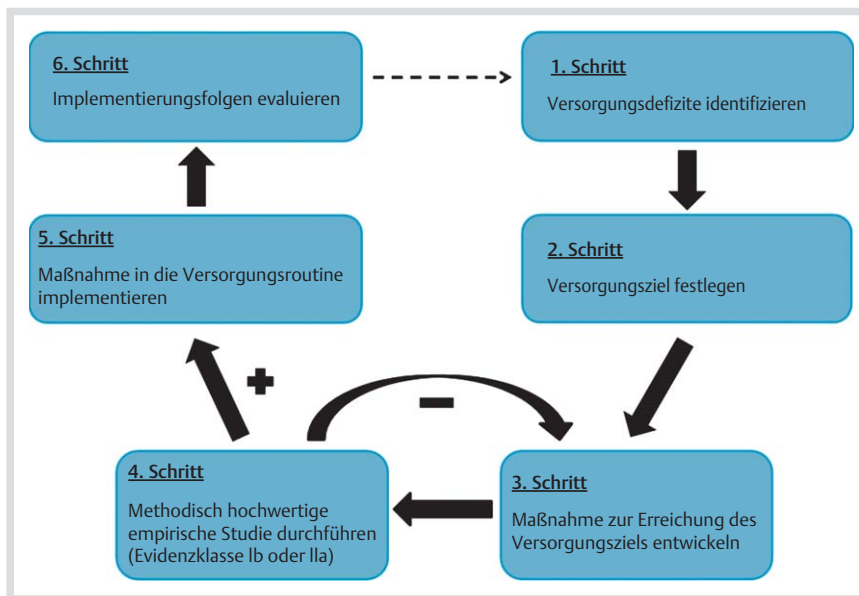 1. Schritt
Versorgungsdefizite identifizieren
2. Schritt
Versorgungsziel festlegen
3. Schritt
Maßnahme zur Erreichung des
Versorgungsziels entwickeln
4. Schritt
Methodisch hochwertige
empirische Studie durchführen
(Evidenzklasse Ib oder IIa)
5. Schritt
Maßnahme in die Versorgungsroutine
implementieren
6. Schritt
Implementierungsfolgen evaluieren
+
−